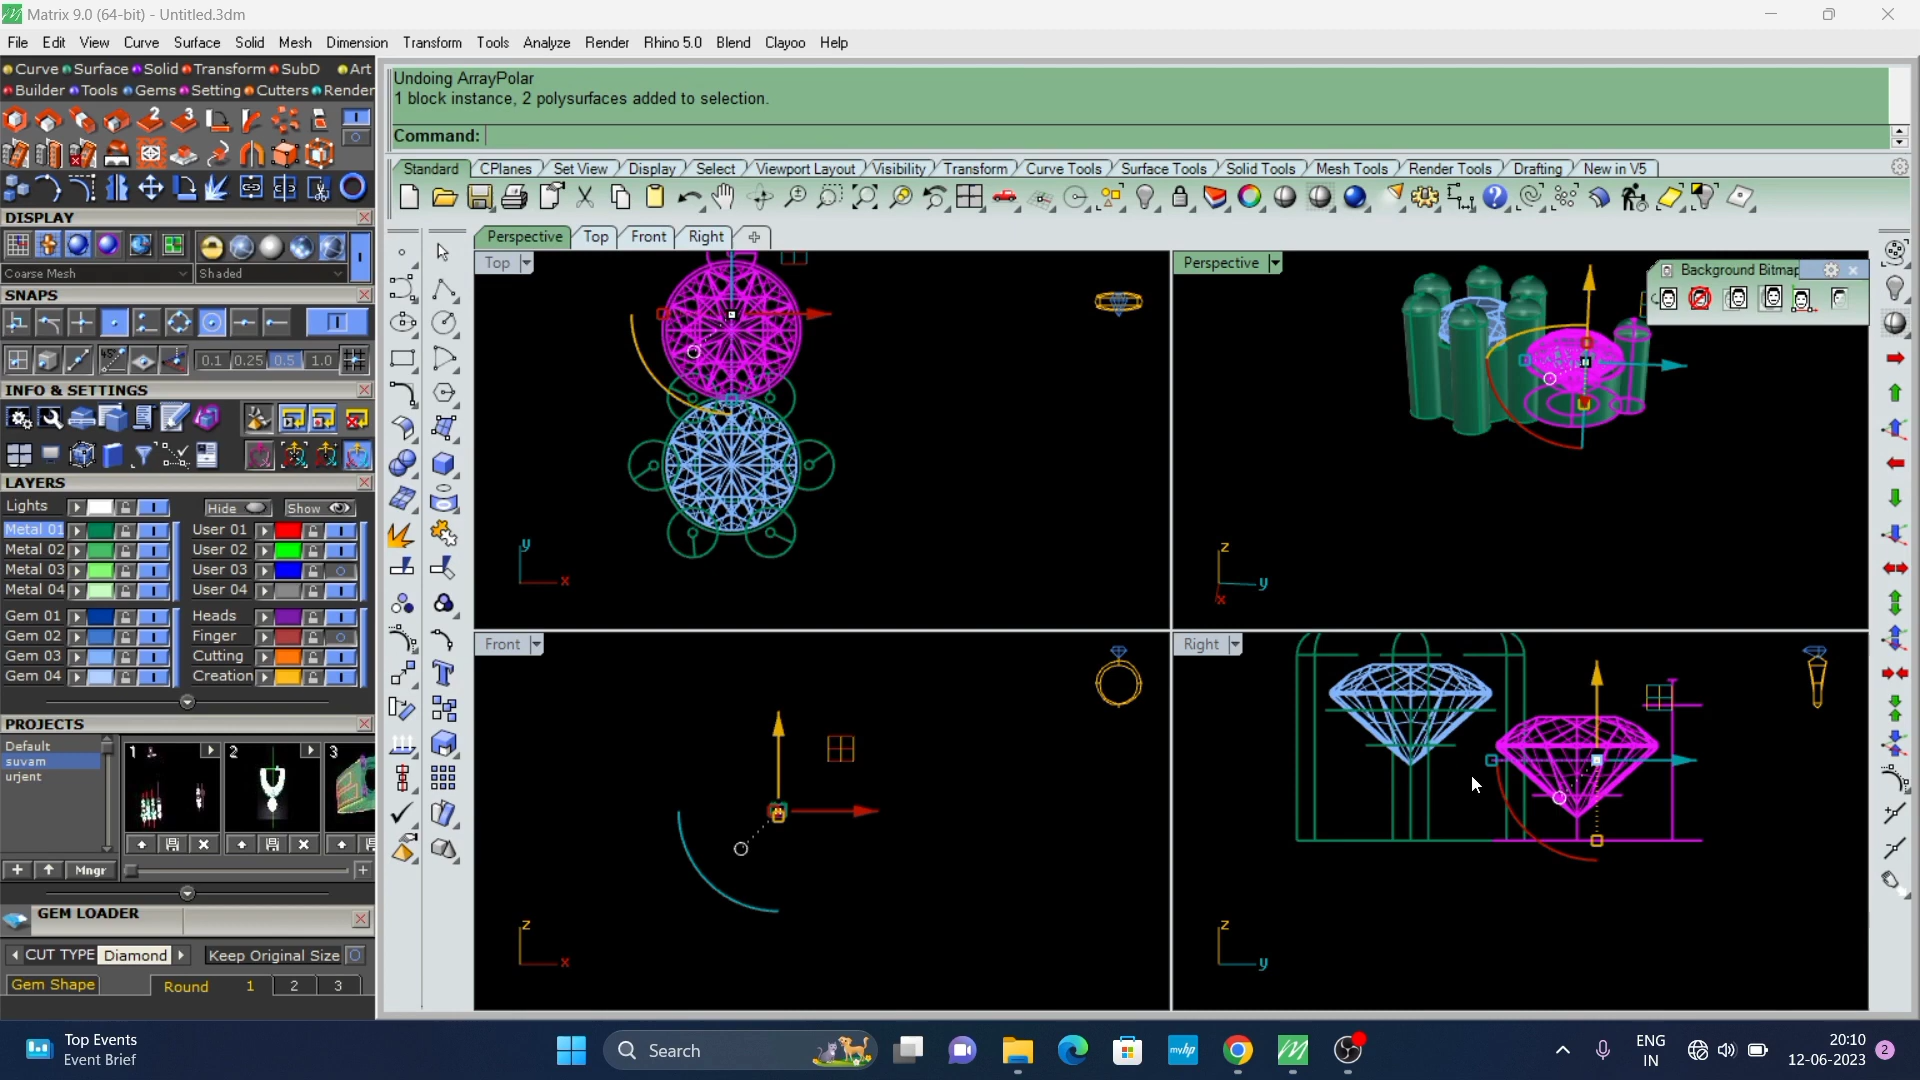 Matrix 9.0 (64-bit) - Untitled.3dm
File Edit View Curve Surface Solid Mesh Dimension Transform Tools Analyze Render Rhino 5.0 Blend Clayoo Help
Curve Surface Solid Transform SubD Art
Builder Tools Gems Setting Cutters Render
Undoing ArrayPolar
1 block instance, 2 polysurfaces added to selection.
Command:
Standard CPlanes Set View Display Select Viewport Layout Visibility Transform Curve Tools Surface Tools Solid Tools Mesh Tools Render Tools Drafting New in V5
DISPLAY
Coarse Mesh Shaded
SNAPS
0.1 0.25 0.5 1.0
INFO & SETTINGS
LAYERS
Lights Hide Show
Metal 01 User 01
Metal 02 User 02
Metal 03 User 03
Metal 04 User 04
Gem 01 Heads
Gem 02 Finger
Gem 03 Cutting
Gem 04 Creation
PROJECTS
Default
suvam
urjent
1 2 3
Mngr
GEM LOADER
CUT TYPE Diamond Keep Original Size
Gem Shape Round 1 2 3
Perspective Top Front Right
Top
y
x
Perspective
Background Bitmap
z
y
x
Front
z
x
Right
z
y
Top Events
Event Brief
Search
myhp
ENG
IN
20:10
12-06-2023
2